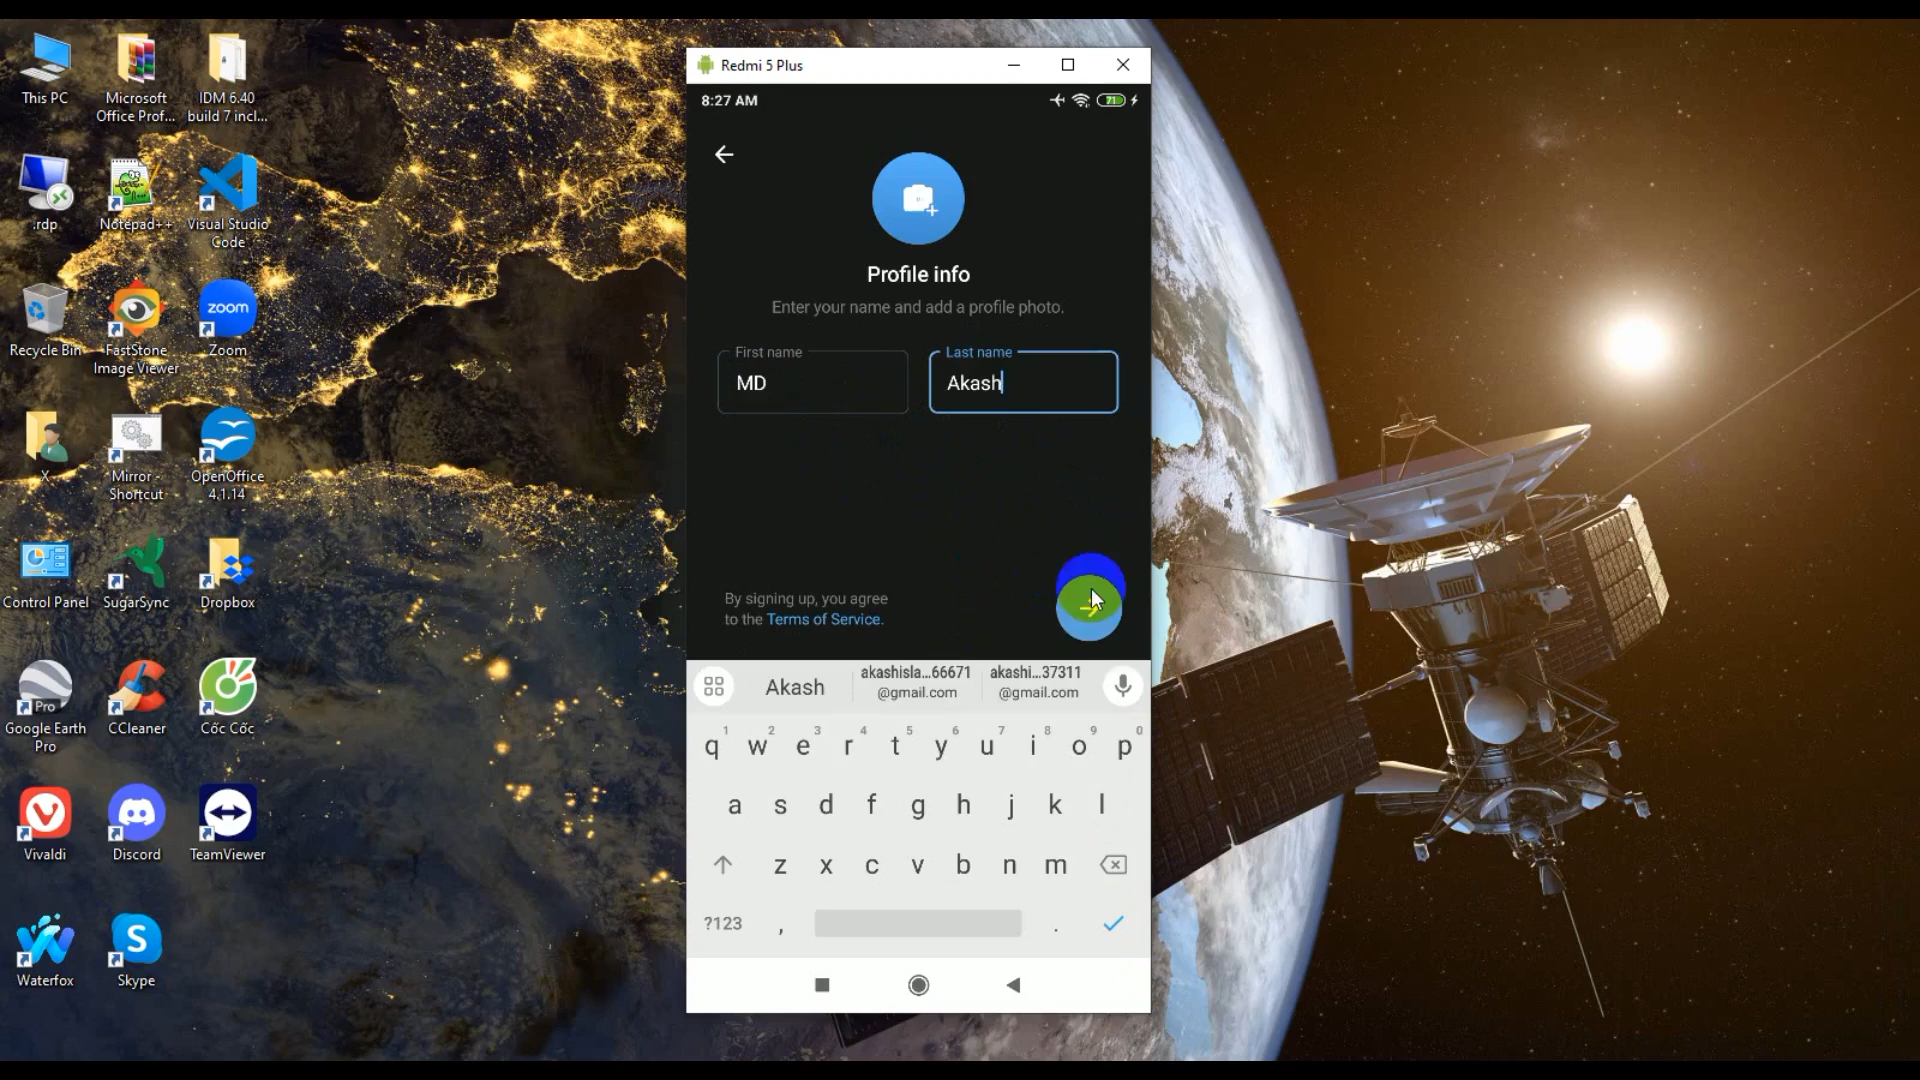 This PC
Microsoft
Office Prof...
IDM 6.40
build 7 incl...
.rdp
Notepad++
Visual Studio
Code
Recycle Bin
FastStone
Image Viewer
zoom
Zoom
X
Mirror -
Shortcut
OpenOffice
4.1.14
Control Panel
SugarSync
Dropbox
Pro
Google Earth
Pro
CCleaner
Cốc Cốc
Vivaldi
Discord
TeamViewer
Waterfox
S
Skype
Redmi 5 Plus
8:27 AM
71
Profile info
Enter your name and add a profile photo.
First name
MD
Last name
Akash
By signing up, you agree
to the Terms of Service.
Akash
akashisla...66671
@gmail.com
akashi...37311
@gmail.com
1 2 3 4 5 6 7 8 9 0
q w e r t y u i o p
a s d f g h j k l
z x c v b n m
?123 , .